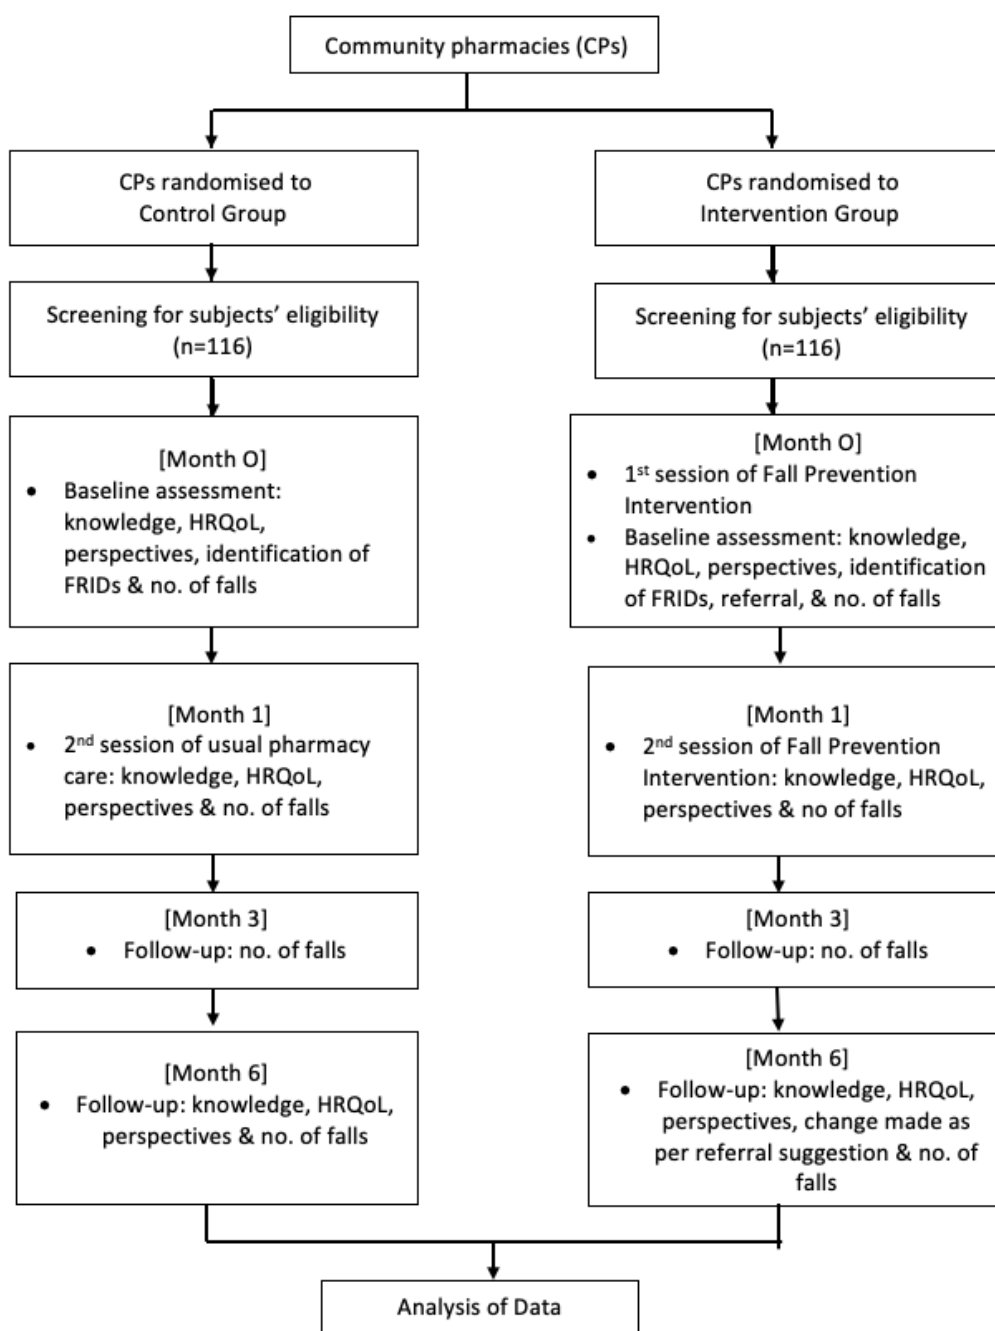 Community pharmacies (CPs)
CPs randomised to
Control Group
CPs randomised to
Intervention Group
Screening for subjects’ eligibility
(n=116)
Screening for subjects’ eligibility
(n=116)
[Month O]
• Baseline assessment:
knowledge, HRQoL,
perspectives, identification of
FRIDs & no. of falls
[Month O]
• 1st session of Fall Prevention
Intervention
• Baseline assessment: knowledge,
HRQoL, perspectives, identification
of FRIDs, referral, & no. of falls
[Month 1]
• 2nd session of usual pharmacy
care: knowledge, HRQoL,
perspectives & no. of falls
[Month 1]
• 2nd session of Fall Prevention
Intervention: knowledge, HRQoL,
perspectives & no of falls
[Month 3]
• Follow-up: no. of falls
[Month 3]
• Follow-up: no. of falls
[Month 6]
• Follow-up: knowledge, HRQoL,
perspectives & no. of falls
[Month 6]
• Follow-up: knowledge, HRQoL,
perspectives, change made as
per referral suggestion & no. of
falls
Analysis of Data